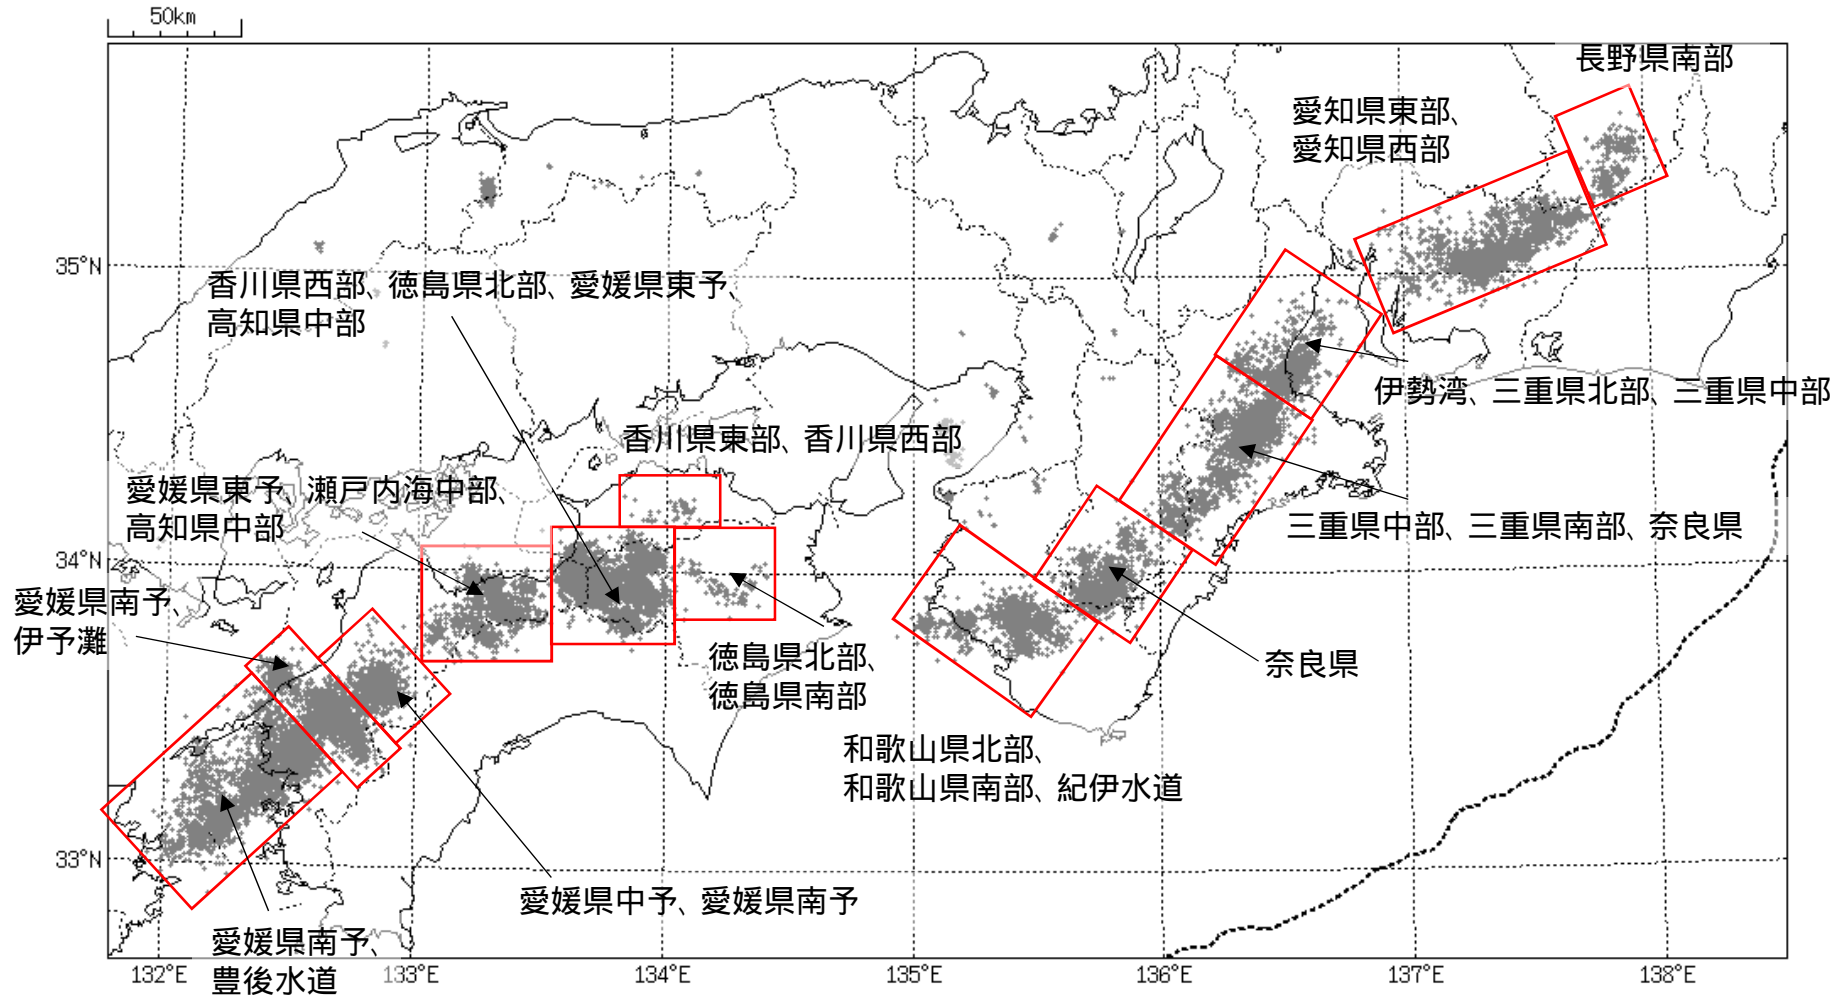 50km
長野県南部
愛知県東部、
愛知県西部
35°N
香川県西部、徳島県北部、愛媛県東予、
高知県中部
伊勢湾、三重県北部、三重県中部
香川県東部、香川県西部
愛媛県東予、瀬戸内海中部、
高知県中部
三重県中部、三重県南部、奈良県
34°N
愛媛県南予、
伊予灘
徳島県北部、
徳島県南部
奈良県
和歌山県北部、
和歌山県南部、紀伊水道
33°N
愛媛県中予、愛媛県南予
愛媛県南予、
豊後水道
132°E
133°E
134°E
135°E
136°E
137°E
138°E